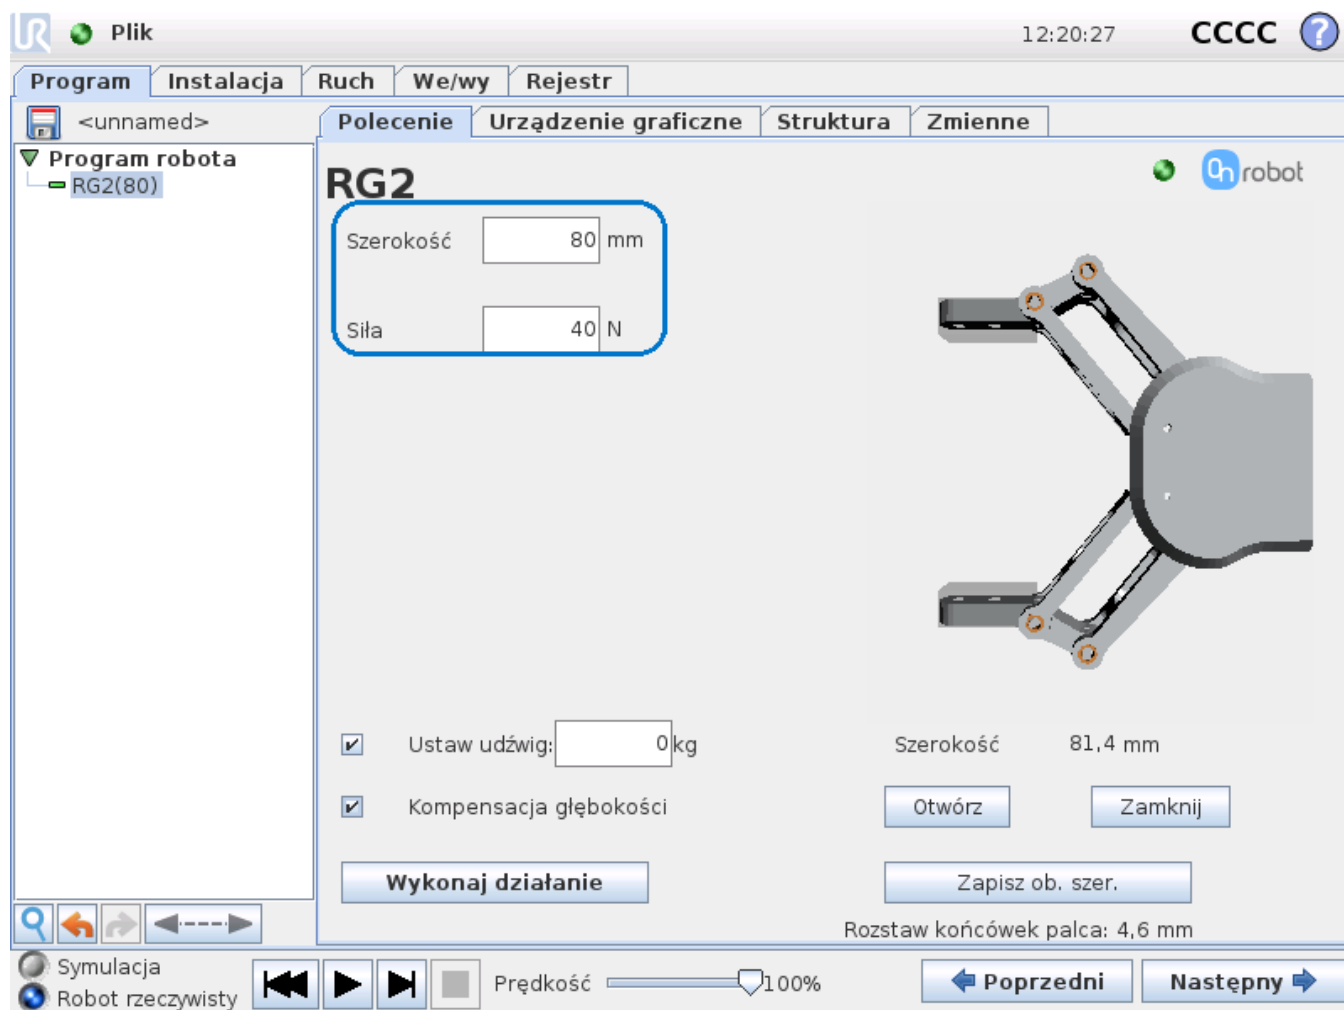 UR Plik 12:20:27 CCCC ?
Program Instalacja Ruch We/wy Rejestr
<unnamed> Polecenie Urządzenie graficzne Struktura Zmienne
Program robota
RG2(80)
RG2
On robot
Szerokość 80 mm
Siła 40 N
Ustaw udźwig: 0 kg
Szerokość 81,4 mm
Kompensacja głębokości
Otwórz Zamknij
Wykonaj działanie
Zapisz ob. szer.
Rozstaw końcówek palca: 4,6 mm
Symulacja
Robot rzeczywisty
Prędkość 100%
Poprzedni Następny